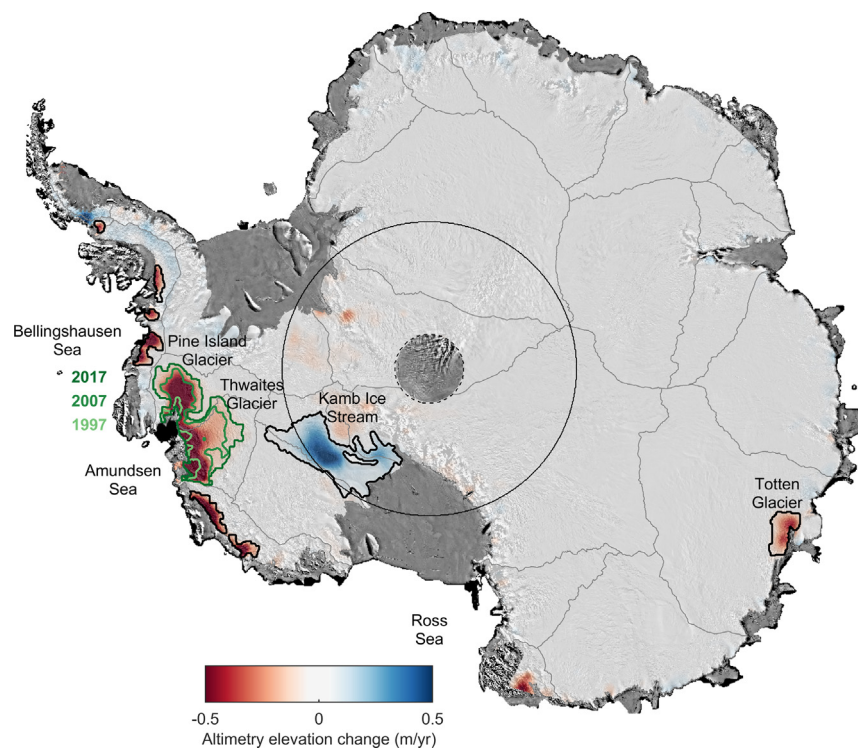 Bellingshausen
Sea
Pine Island
Glacier
2017
2007
1997
Thwaites
Glacier
Kamb Ice
Stream
Amundsen
Sea
Totten
Glacier
Ross
Sea
-0.5
0
0.5
Altimetry elevation change (m/yr)